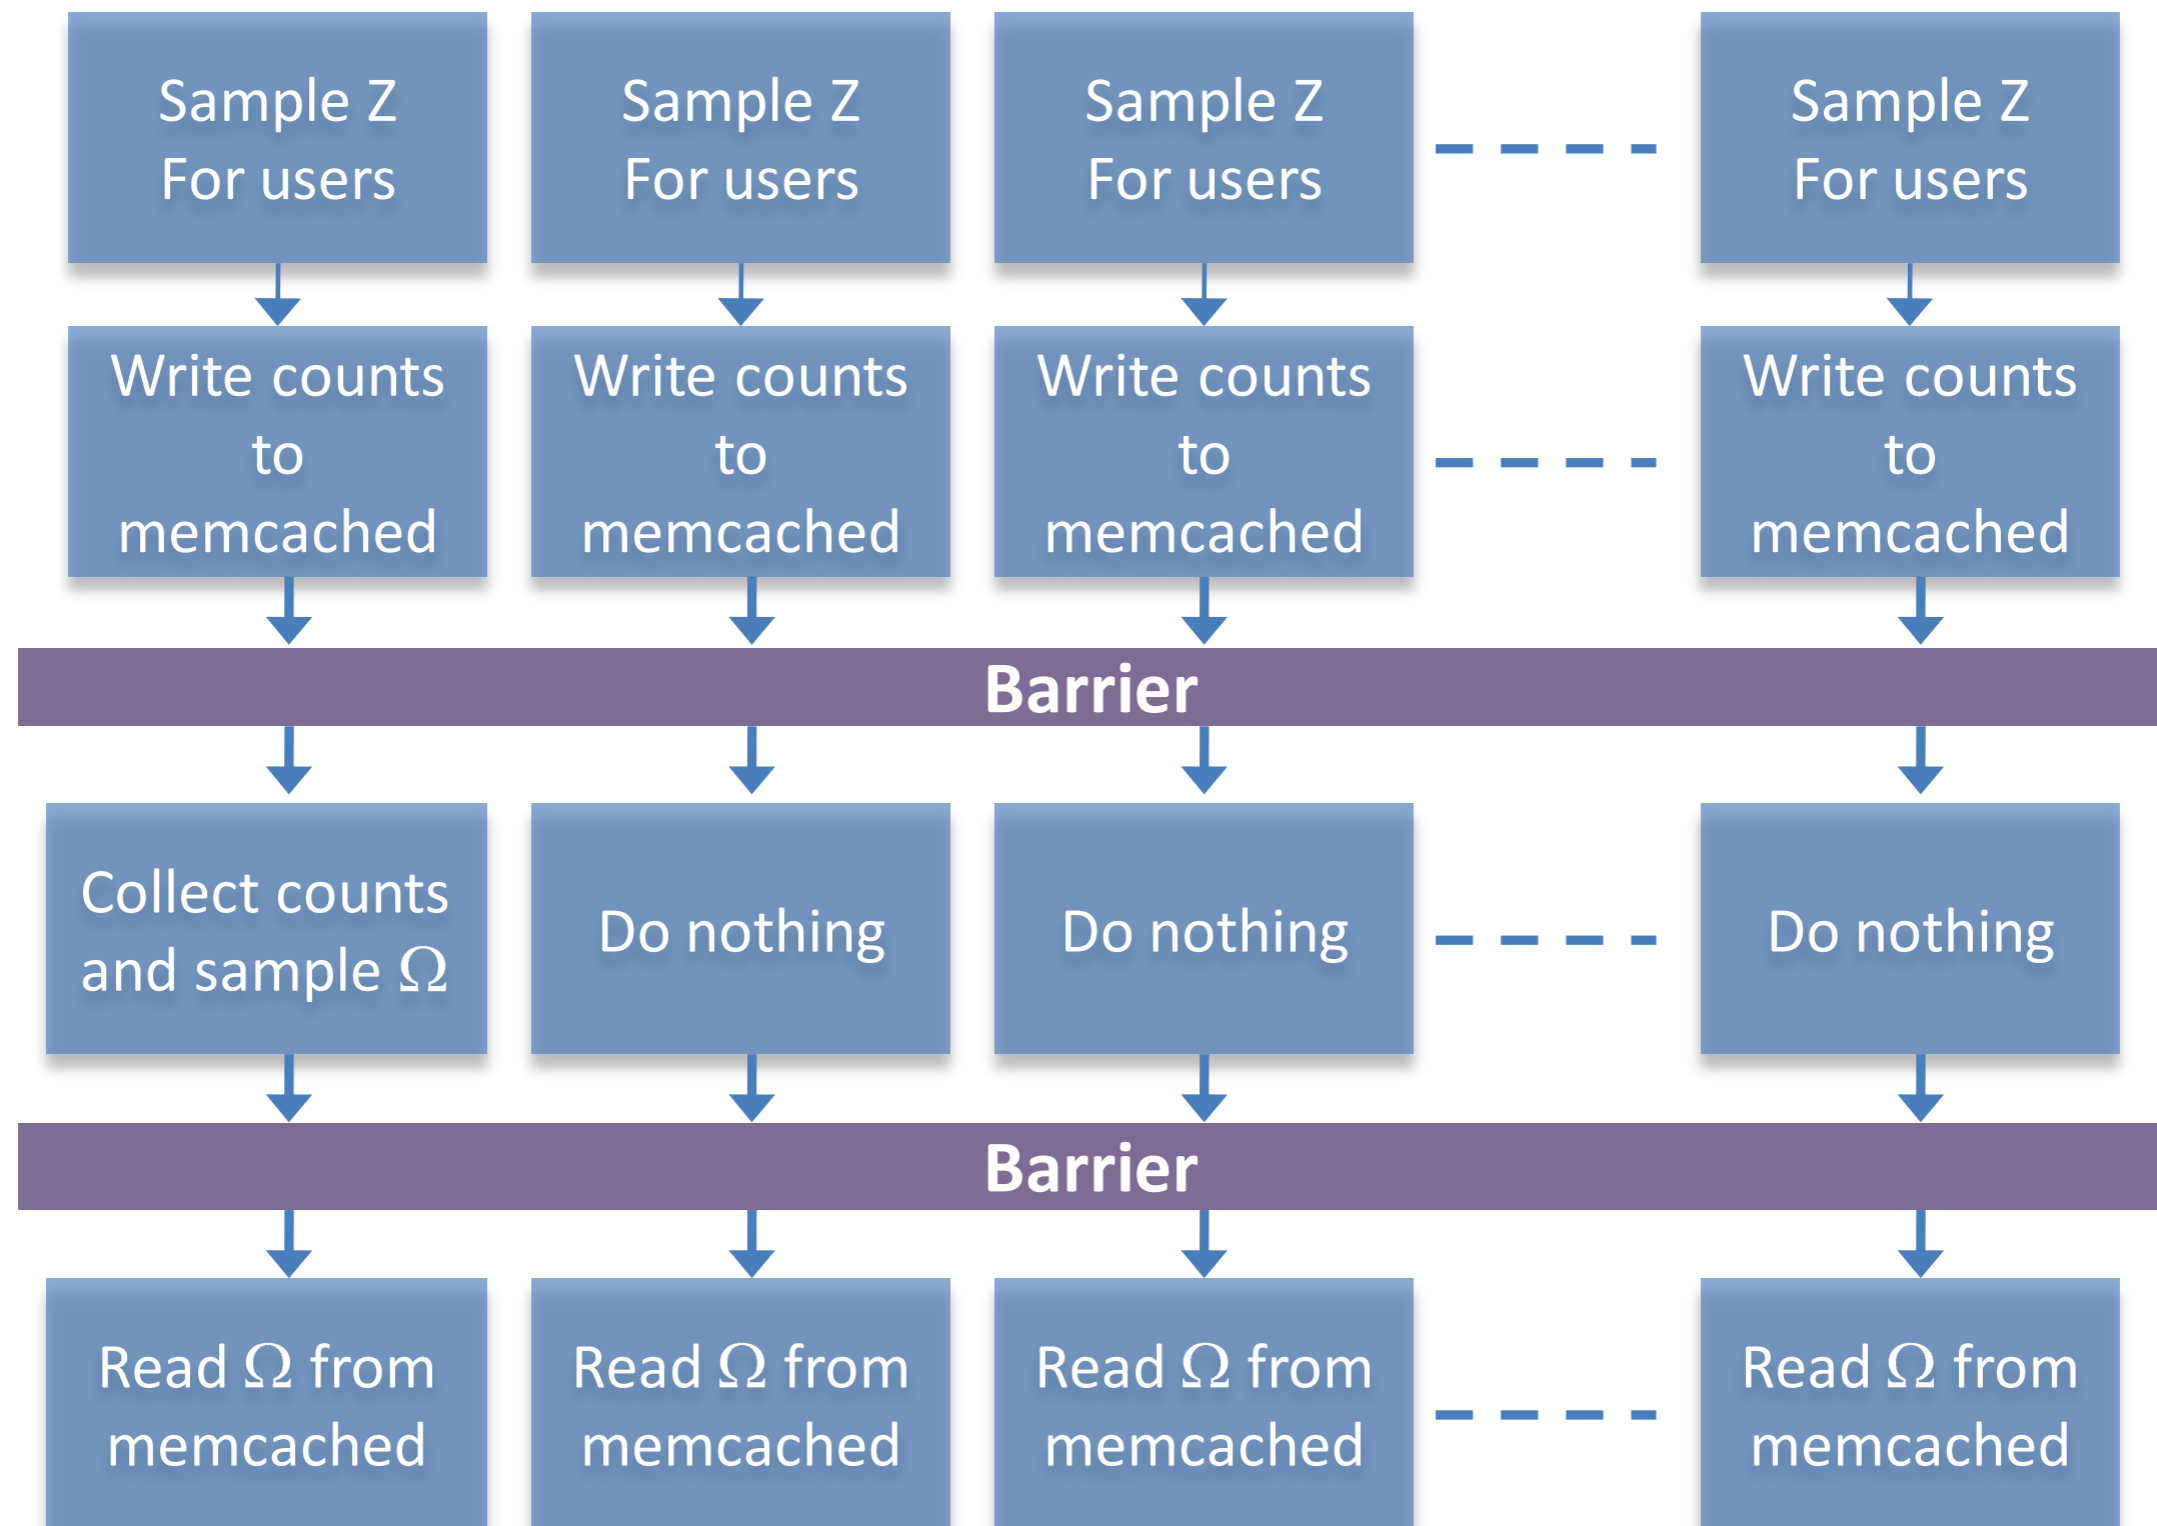 Sample Z
For users
Sample Z
For users
Sample Z
For users
Sample Z
For users
Write counts
to
memcached
Write counts
to
memcached
Write counts
to
memcached
Write counts
to
memcached
Barrier
Collect counts
and sample Ω
Do nothing
Do nothing
Do nothing
Barrier
Read Ω from
memcached
Read Ω from
memcached
Read Ω from
memcached
Read Ω from
memcached